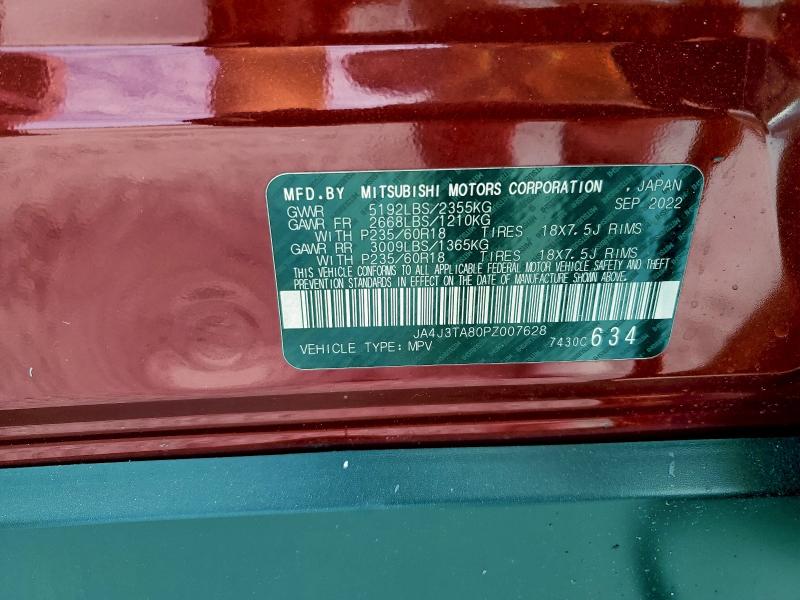 MFD.BY MITSUBISHI MOTORS CORPORATION , JAPAN
GVWR 5192LBS/2355KG SEP 2022
GAWR FR 2668LBS/1210KG
WITH P235/60R18 TIRES 18X7.5J RIMS
GAWR RR 3009LBS/1365KG
WITH P235/60R18 TIRES 18X7.5J RIMS
THIS VEHICLE CONFORMS TO ALL APPLICABLE FEDERAL MOTOR VEHICLE SAFETY AND THEFT
PREVENTION STANDARDS IN EFFECT ON THE DATE OF MANUFACTURE SHOWN ABOVE.
JA4J3TA80PZ007628
VEHICLE TYPE: MPV 7430C 634